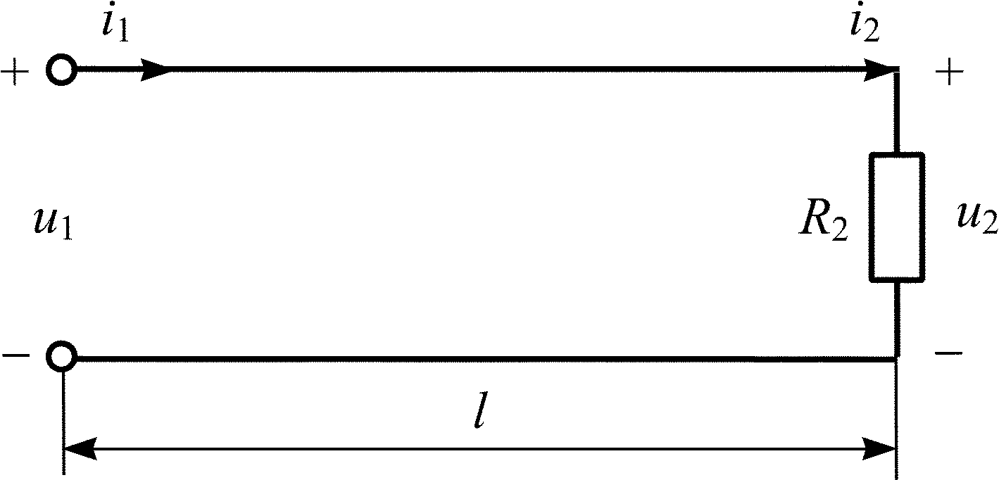 i₁ i₂
+ +
u₁ R₂ u₂
− −
l